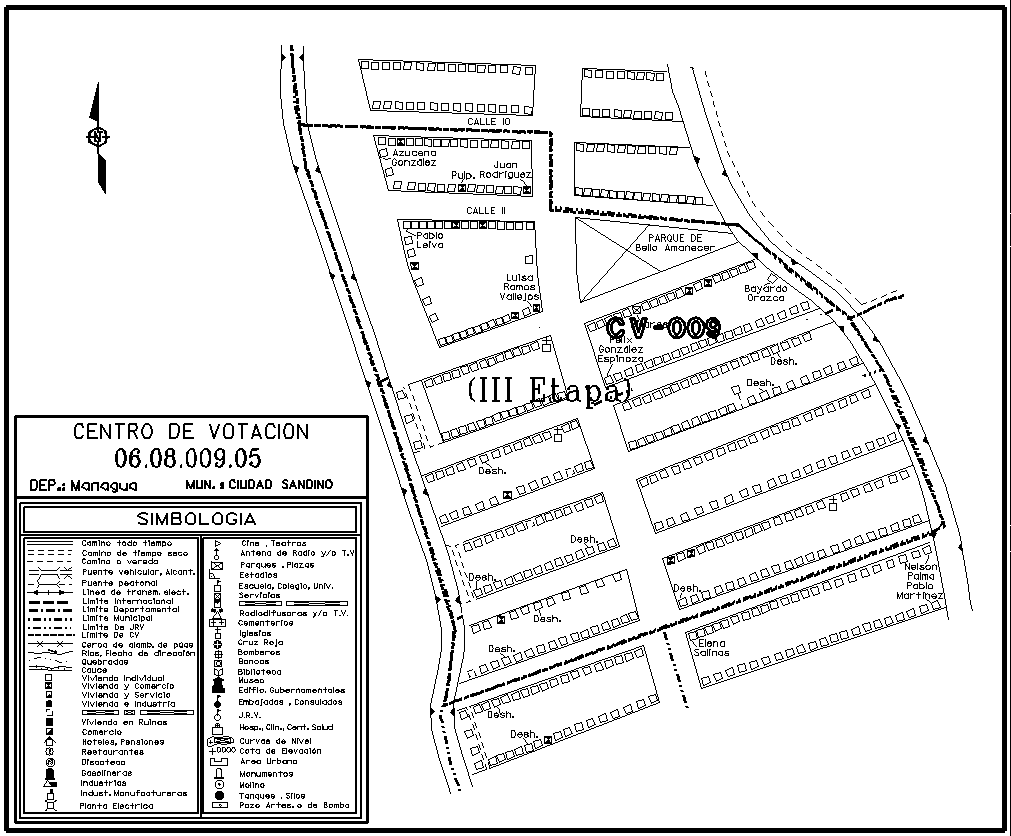 CALLE 10
Azucena
González
Juan
Rodríguez
Pulp.
CALLE 11
Pablo
Leiva
PARQUE DE
Bello Amanecer
Luisa
Ramos
Vallejos
Bayardo
Orozco
CV-009
Felix
González
Espinoza
Desh.
(III Etapa)
Desh.
Desh.
Desh.
Desh.
Desh.
Desh.
Desh.
Nelson
Palma
Pablo
Martínez
Elena
Salinas
Desh.
Desh.
Desh.
CENTRO DE VOTACION
06.08.009.05
DEP.: Managua MUN.: CIUDAD SANDINO
SIMBOLOGIA
Camino todo tiempo
Camino de tiempo seco
Camino o vereda
Puente vehicular, Alcant.
Puente peatonal
Linea de transm. elect.
Limite Internacional
Limite Departamental
Limite Municipal
Limite De JRV
Limite De CV
Cerca de alamb. de púas
Rios, Flecha de dirección
Quebradas
Cauce
Vivienda Individual
Vivienda y Comercio
Vivienda y Servicio
Vivienda e Industria
Vivienda en Ruinas
Comercio
Hoteles, Pensiones
Restaurantes
Discoteca
Gasolineras
Industrias
Indust. Manufactureras
Planta Electrica
Cine , Teatros
Antena de Radio y/o T.V
Parques , Plazas
Estadios
Escuela, Colegio, Univ.
Servicios
Radiodifusoras y/o T.V.
Cementerios
Iglesias
Cruz Roja
Bomberos
Bancos
Biblioteca
Museo
Edific. Gubernamentales
Embajadas , Consulados
J.R.V.
Hosp., Clin., Cent. Salud
Curvas de Nivel
Cota de Elevación
Area Urbana
Monumentos
Molino
Tanques , Silos
Pozo Artes. o de Bomba